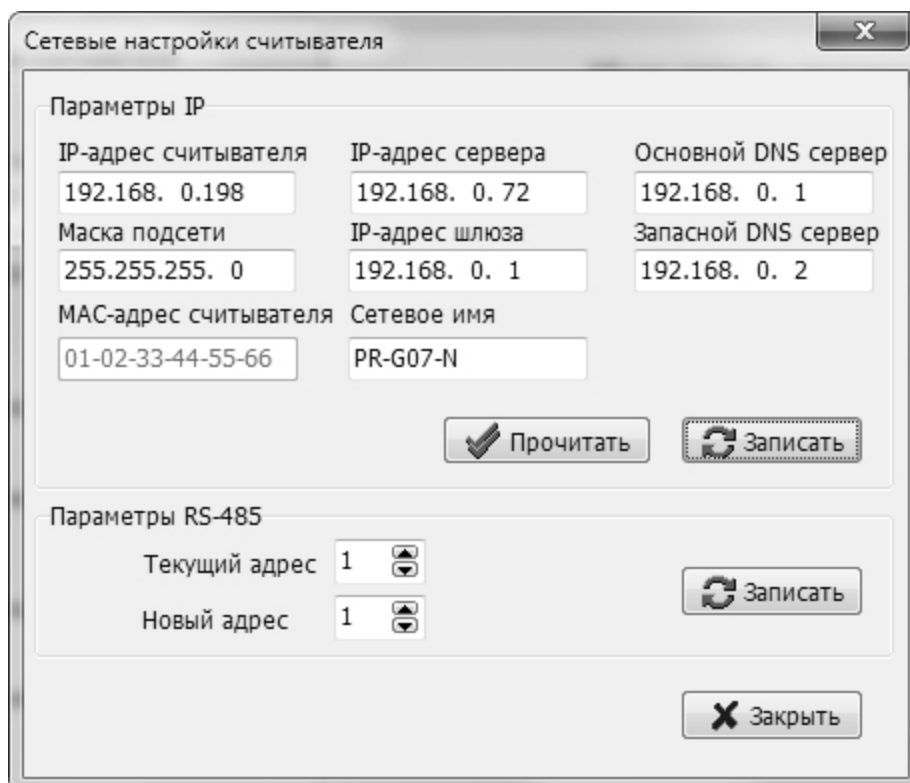 Сетевые настройки считывателя
Параметры IP
IP-адрес считывателя IP-адрес сервера Основной DNS сервер
192.168. 0.198 192.168. 0. 72 192.168. 0. 1
Маска подсети IP-адрес шлюза Запасной DNS сервер
255.255.255. 0 192.168. 0. 1 192.168. 0. 2
MAC-адрес считывателя Сетевое имя
01-02-33-44-55-66 PR-G07-N
Прочитать Записать
Параметры RS-485
Текущий адрес 1
Записать
Новый адрес 1
Закрыть